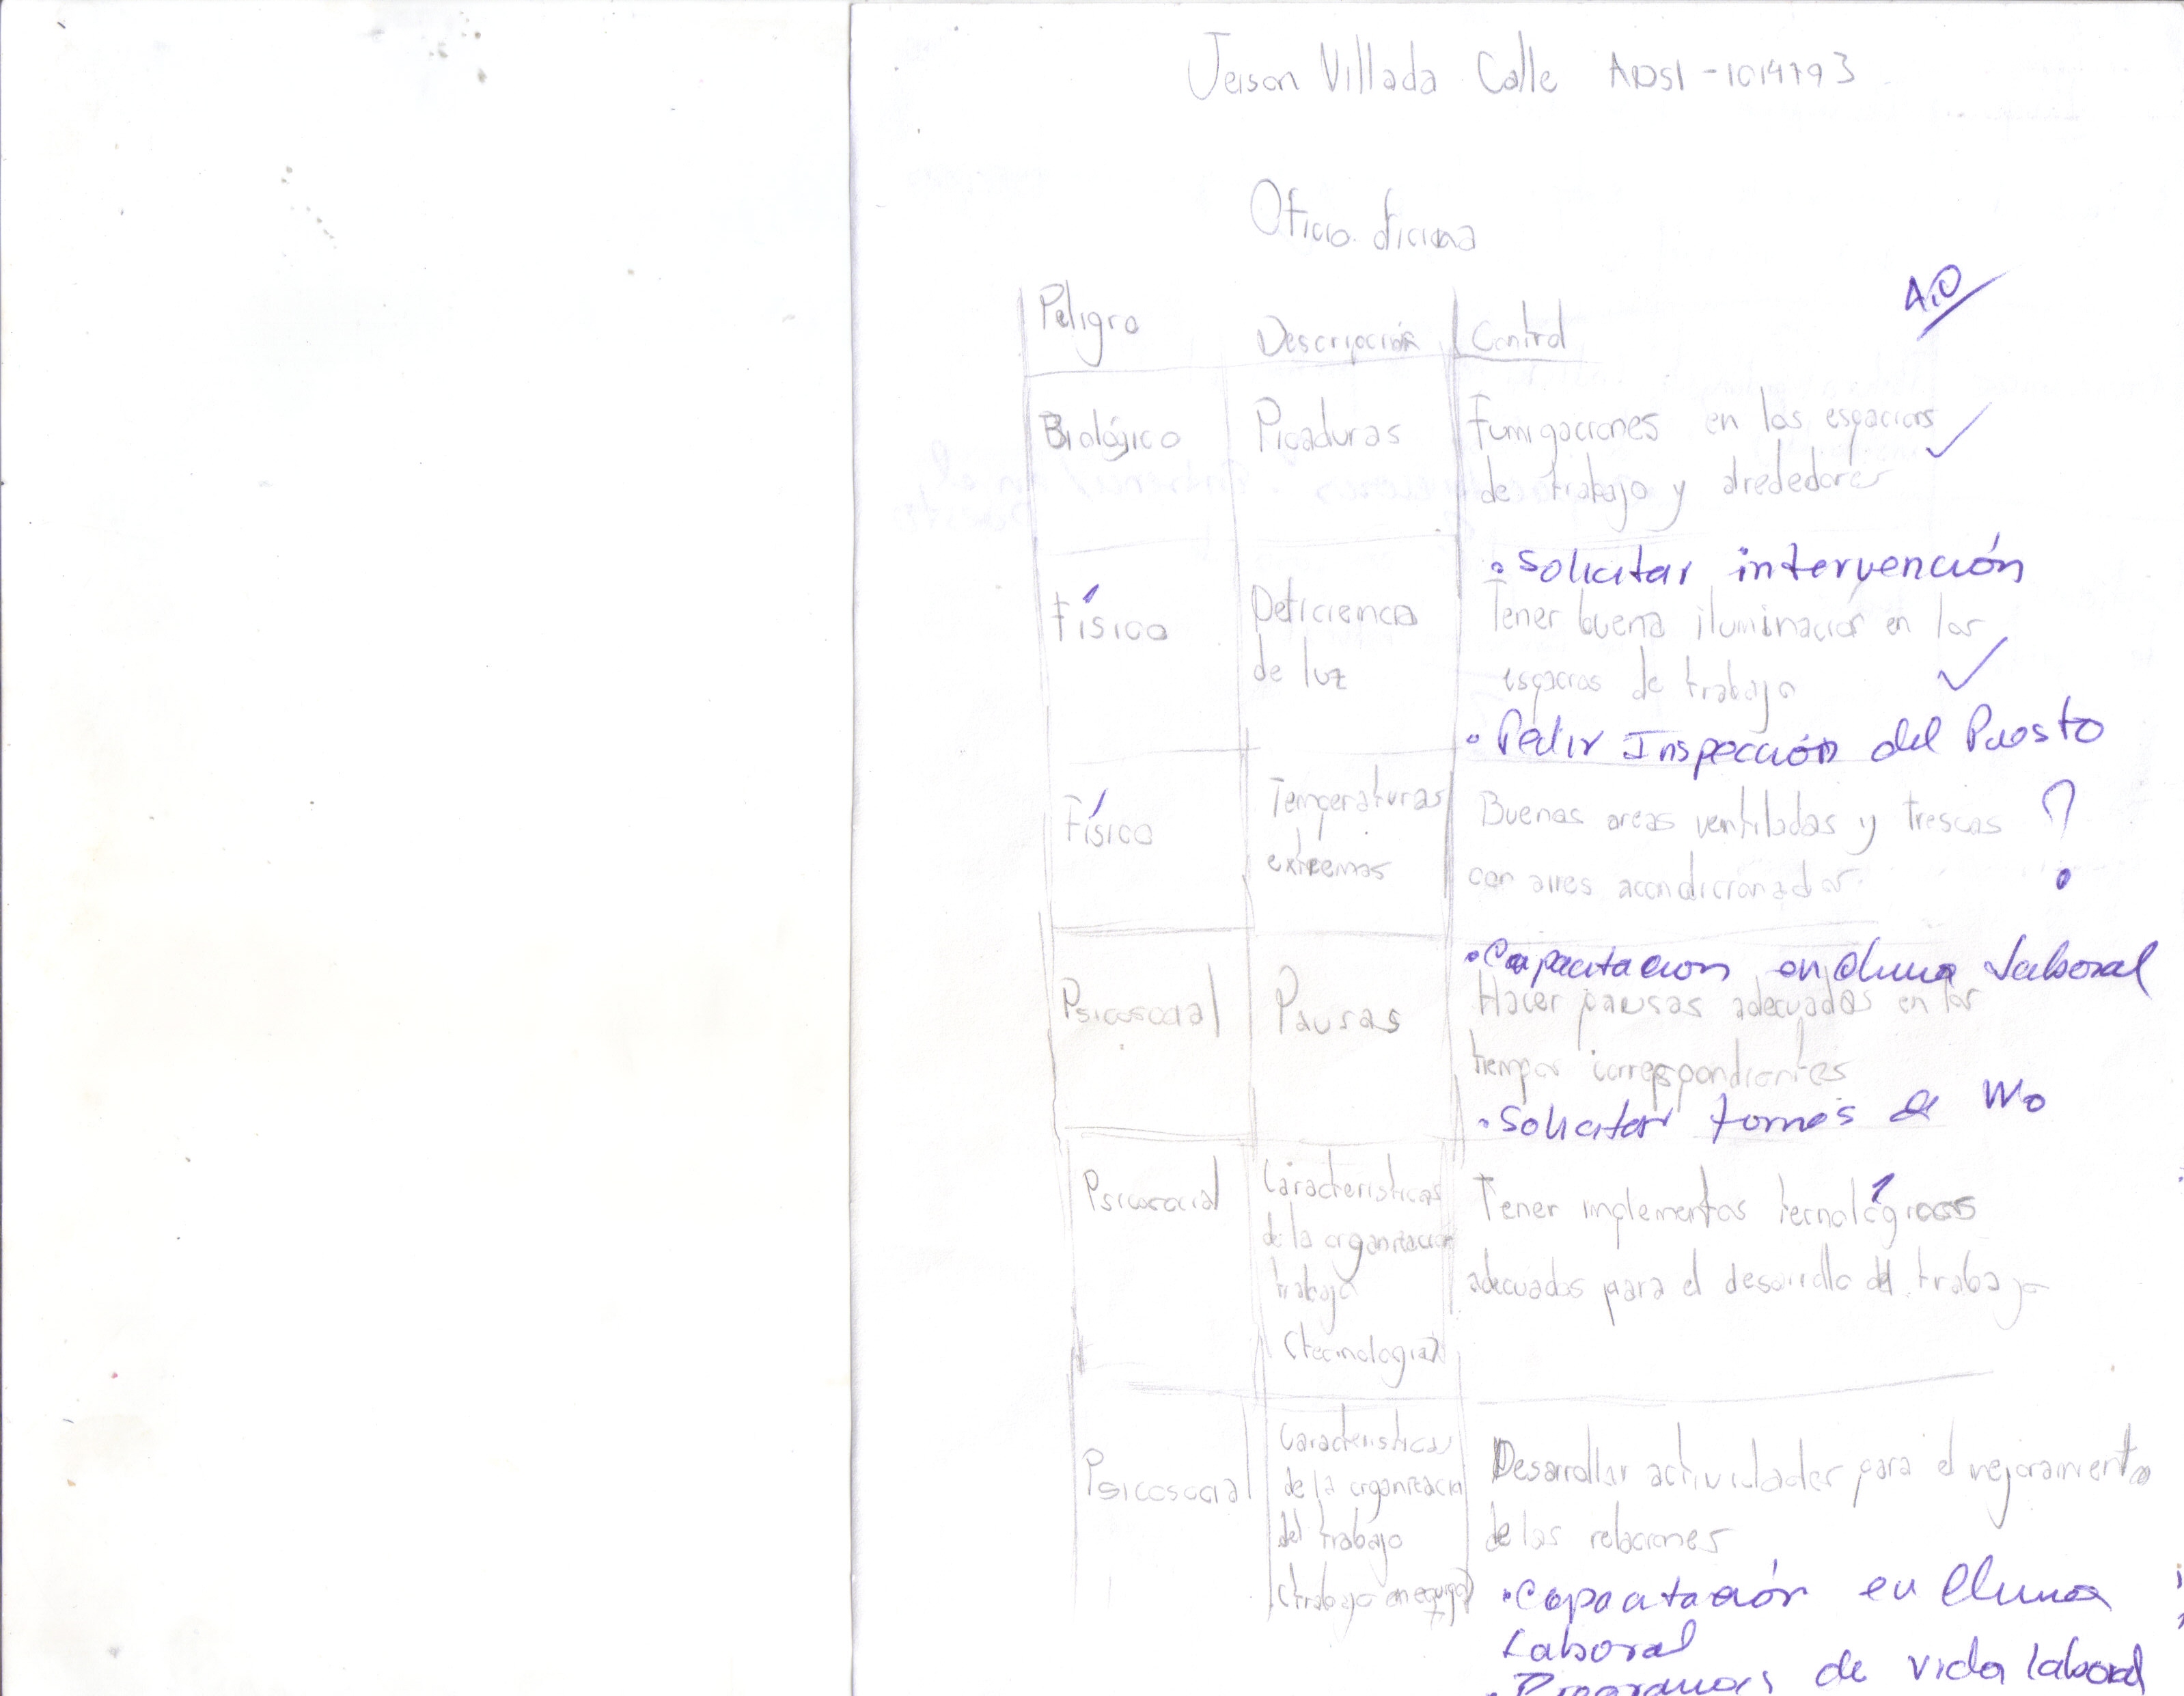 Jeison Villada Calle ADSI - 1014793
Oficio. oficina
4.0
Peligro Descripción Control
Biológico Picaduras Fumigaciones en los espacios
de trabajo y alrededores
• Solicitar intervención
Físico Deficiencia Tener buena iluminación en los
de luz espacios de trabajo
• Pedir Inspección del Puesto
Físico Temperaturas Buenas areas ventiladas y frescas ?
extremas con aires acondicionados.
• Capacitacion en Clima Laboral
Psicosocial Pausas Hacer pausas adecuadas en los
tiempos correspondientes
• Solicitar
Psicosocial Características Tener implementos tecnológicos
de la organización adecuados para el desarrollo del trabajo
trabajo
(tecnología)
Psicosocial Características Desarrollar actividades para el mejoramiento
de la organización de las relaciones
del trabajo
(trabajo en equipo) • Capacitación en Clima
Laboral
• Programas de vida laboral